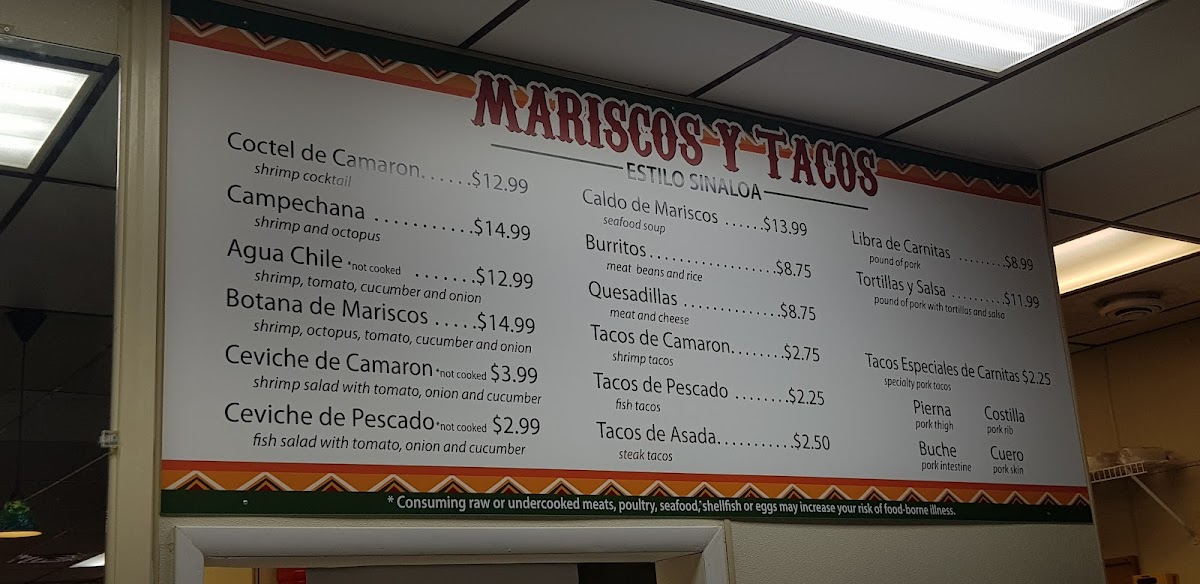 MARISCOS Y TACOS
ESTILO SINALOA
Coctel de Camaron......$12.99
shrimp cocktail
Campechana ..........$14.99
shrimp and octopus
Agua Chile *not cooked .......$12.99
shrimp, tomato, cucumber and onion
Botana de Mariscos .....$14.99
shrimp, octopus, tomato, cucumber and onion
Ceviche de Camaron *not cooked $3.99
shrimp salad with tomato, onion and cucumber
Ceviche de Pescado *not cooked $2.99
fish salad with tomato, onion and cucumber
Caldo de Mariscos ......$13.99
seafood soup
Burritos....................$8.75
meat beans and rice
Quesadillas ...............$8.75
meat and cheese
Tacos de Camaron........$2.75
shrimp tacos
Tacos de Pescado ........$2.25
fish tacos
Tacos de Asada............$2.50
steak tacos
Libra de Carnitas .........$8.99
pound of pork
Tortillas y Salsa ..........$11.99
pound of pork with tortillas and salsa
Tacos Especiales de Carnitas $2.25
specialty pork tacos
Pierna
pork thigh
Costilla
pork rib
Buche
pork intestine
Cuero
pork skin
* Consuming raw or undercooked meats, poultry, seafood, shellfish or eggs may increase your risk of food-borne illness.